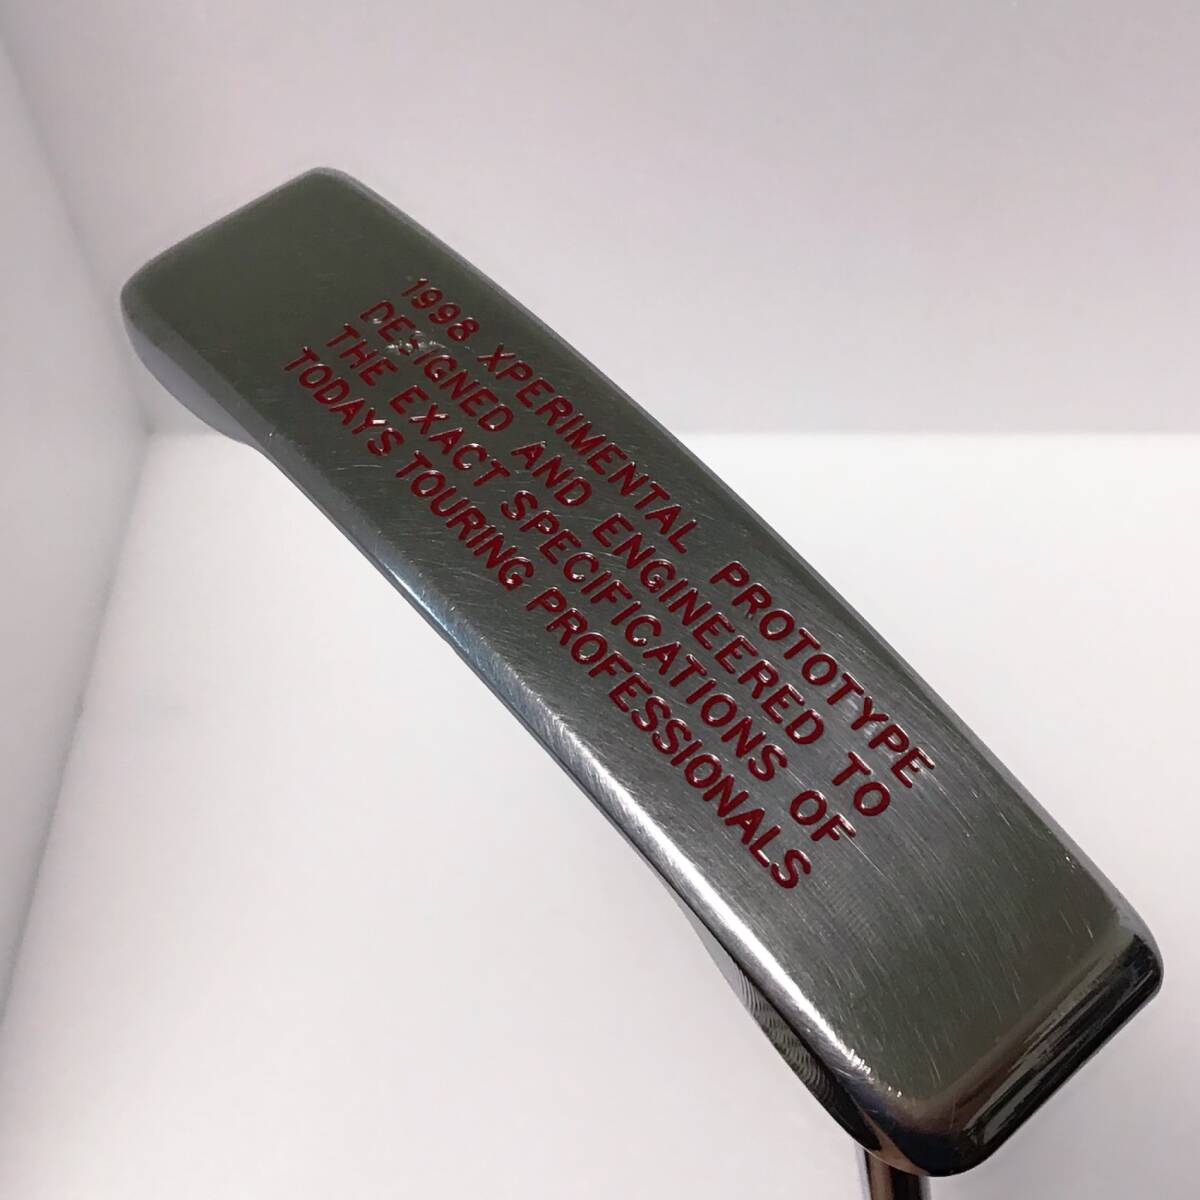 1998 XPERIMENTAL PROTOTYPE
DESIGNED AND ENGINEERED TO
THE EXACT SPECIFICATIONS OF
TODAYS TOURING PROFESSIONALS